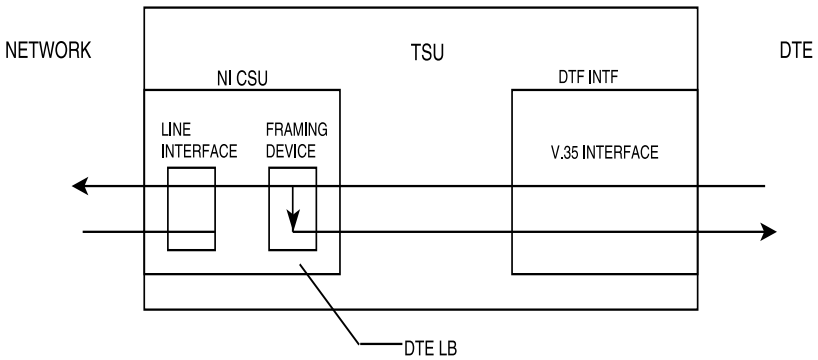 NETWORK
TSU
DTE
NI CSU
DTF INTF
LINE
INTERFACE
FRAMING
DEVICE
V.35 INTERFACE
DTE LB